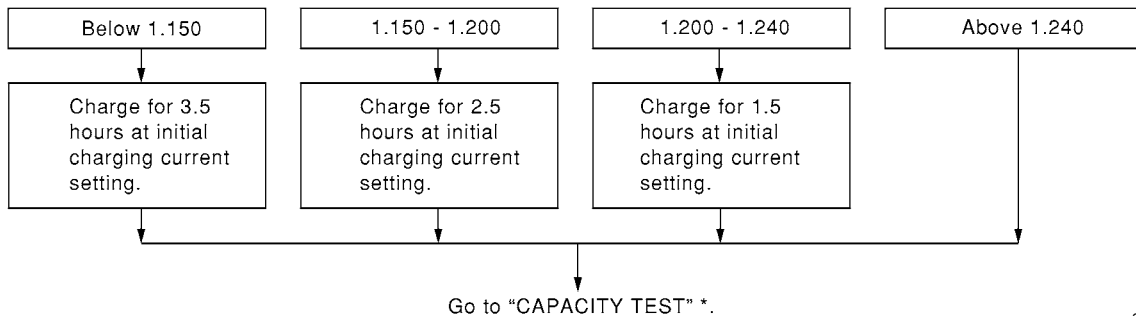 Below 1.150
1.150 - 1.200
1.200 - 1.240
Above 1.240
Charge for 3.5
hours at initial
charging current
setting.
Charge for 2.5
hours at initial
charging current
setting.
Charge for 1.5
hours at initial
charging current
setting.
Go to “CAPACITY TEST” *.